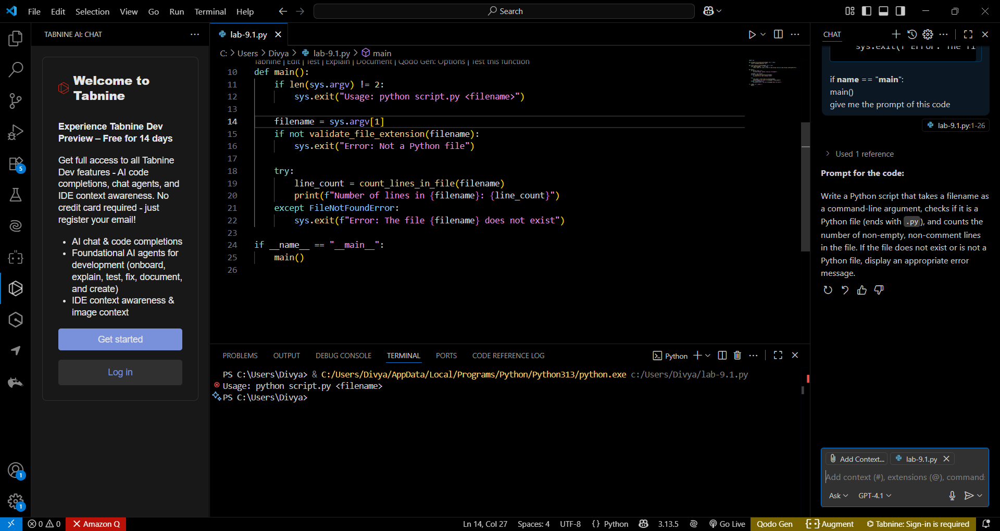 File Edit Selection View Go Run Terminal Help
Search
TABNINE AI: CHAT
Welcome to
Tabnine
Experience Tabnine Dev
Preview – Free for 14 days
Get full access to all Tabnine
Dev features - AI code
completions, chat agents, and
IDE context awareness. No
credit card required - just
register your email!
• AI chat & code completions
• Foundational AI agents for
development (onboard,
explain, test, fix, document,
and create)
• IDE context awareness &
image context
Get started
Log in
5
1
1
lab-9.1.py
C: > Users > Divya > lab-9.1.py > main
Tabnine | Edit | Test | Explain | Document | Qodo Gen: Options | Test this function
10 def main():
11 if len(sys.argv) != 2:
12 sys.exit("Usage: python script.py <filename>")
13
14 filename = sys.argv[1]
15 if not validate_file_extension(filename):
16 sys.exit("Error: Not a Python file")
17
18 try:
19 line_count = count_lines_in_file(filename)
20 print(f"Number of lines in {filename}: {line_count}")
21 except FileNotFoundError:
22 sys.exit(f"Error: The file {filename} does not exist")
23
24 if __name__ == "__main__":
25 main()
26
PROBLEMS OUTPUT DEBUG CONSOLE TERMINAL PORTS CODE REFERENCE LOG
Python
PS C:\Users\Divya> & C:/Users/Divya/AppData/Local/Programs/Python/Python313/python.exe c:/Users/Divya/lab-9.1.py
Usage: python script.py <filename>
PS C:\Users\Divya>
CHAT
sys.exit(f"Error: The fi
if name == "main":
main()
give me the prompt of this code
lab-9.1.py:1-26
> Used 1 reference
Prompt for the code:
Write a Python script that takes a filename as
a command-line argument, checks if it is a
Python file (ends with .py), and counts the
number of non-empty, non-comment lines
in the file. If the file does not exist or is not a
Python file, display an appropriate error
message.
Add Context... lab-9.1.py
Add context (#), extensions (@), command
Ask GPT-4.1
0 0 Amazon Q
Ln 14, Col 27 Spaces: 4 UTF-8 {} Python 3.13.5 Go Live Qodo Gen Augment Tabnine: Sign-in is required